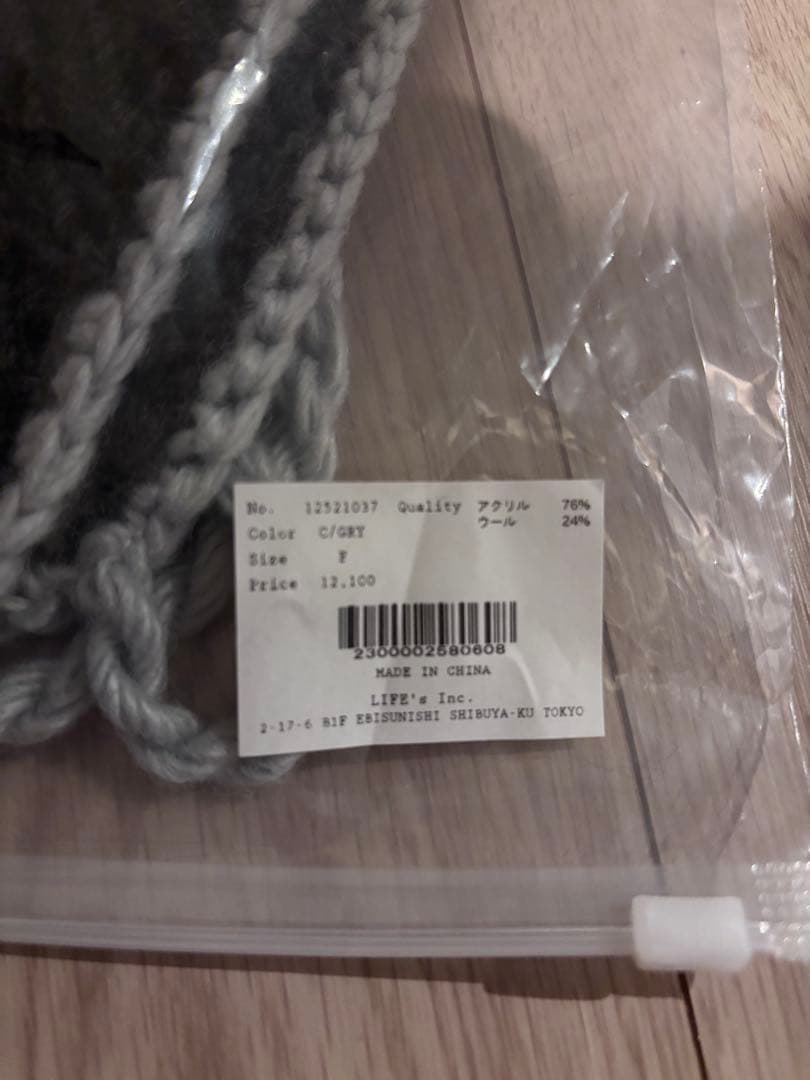 No. 12521037 Quality アクリル 76%
ウール 24%
Color C/GRY
Size F
Price 12,100
2300002580608
MADE IN CHINA
LIFE's Inc.
2-17-6 B1F EBISUNISHI SHIBUYA-KU TOKYO